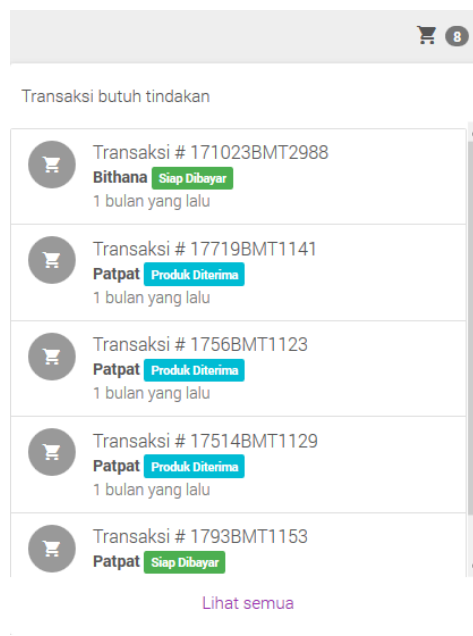 8
Transaksi butuh tindakan
Transaksi # 171023BMT2988
Bithana Siap Dibayar
1 bulan yang lalu
Transaksi # 17719BMT1141
Patpat Produk Diterima
1 bulan yang lalu
Transaksi # 1756BMT1123
Patpat Produk Diterima
1 bulan yang lalu
Transaksi # 17514BMT1129
Patpat Produk Diterima
1 bulan yang lalu
Transaksi # 1793BMT1153
Patpat Siap Dibayar
Lihat semua